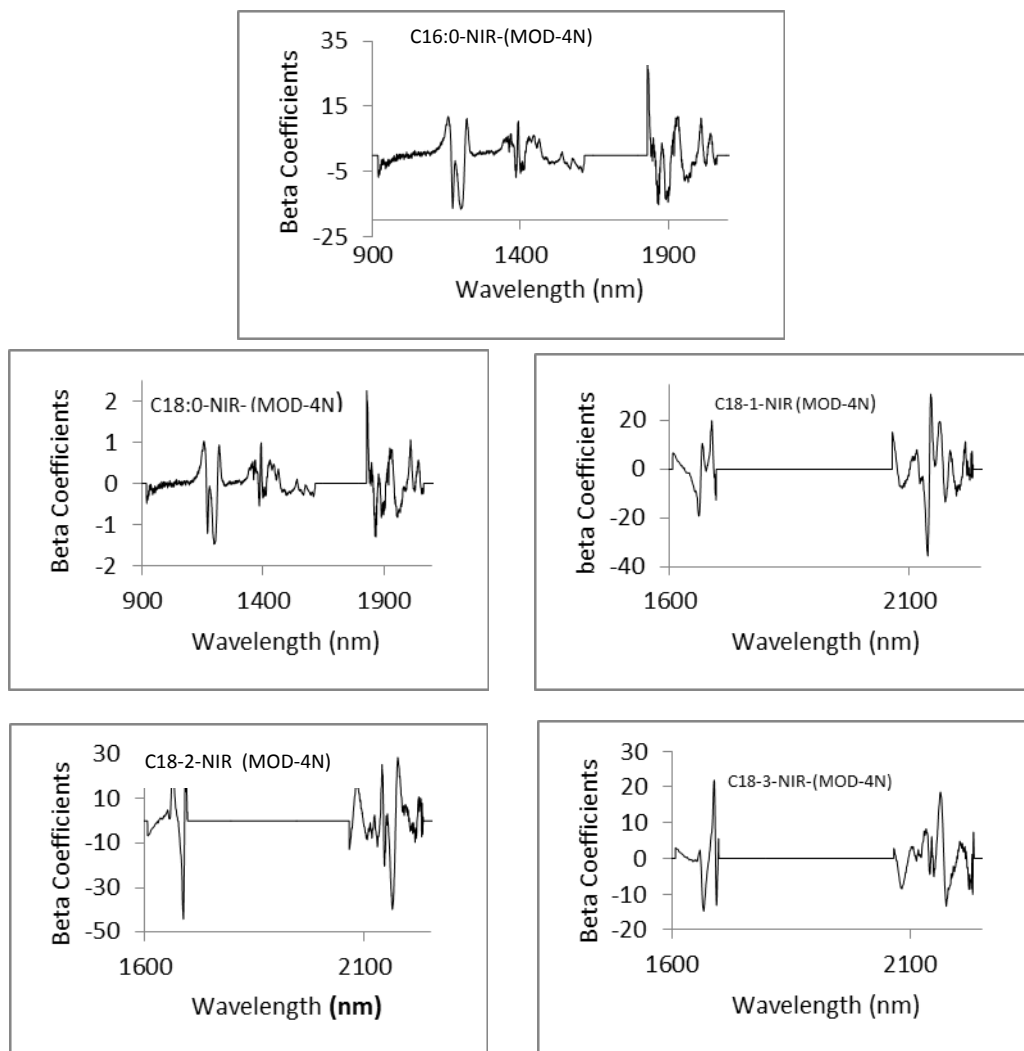 C16:0-NIR-(MOD-4N)
35
15
-5
-25
Beta Coefficients
900 1400 1900
Wavelength (nm)
C18:0-NIR- (MOD-4N)
2
1
0
-1
-2
Beta Coefficients
900 1400 1900
Wavelength (nm)
C18-1-NIR (MOD-4N)
20
0
-20
-40
beta Coefficients
1600 2100
Wavelength (nm)
C18-2-NIR (MOD-4N)
30
10
-10
-30
-50
Beta Coefficients
1600 2100
Wavelength (nm)
C18-3-NIR-(MOD-4N)
30
20
10
0
-10
-20
Beta Coefficients
1600 2100
Wavelength (nm)